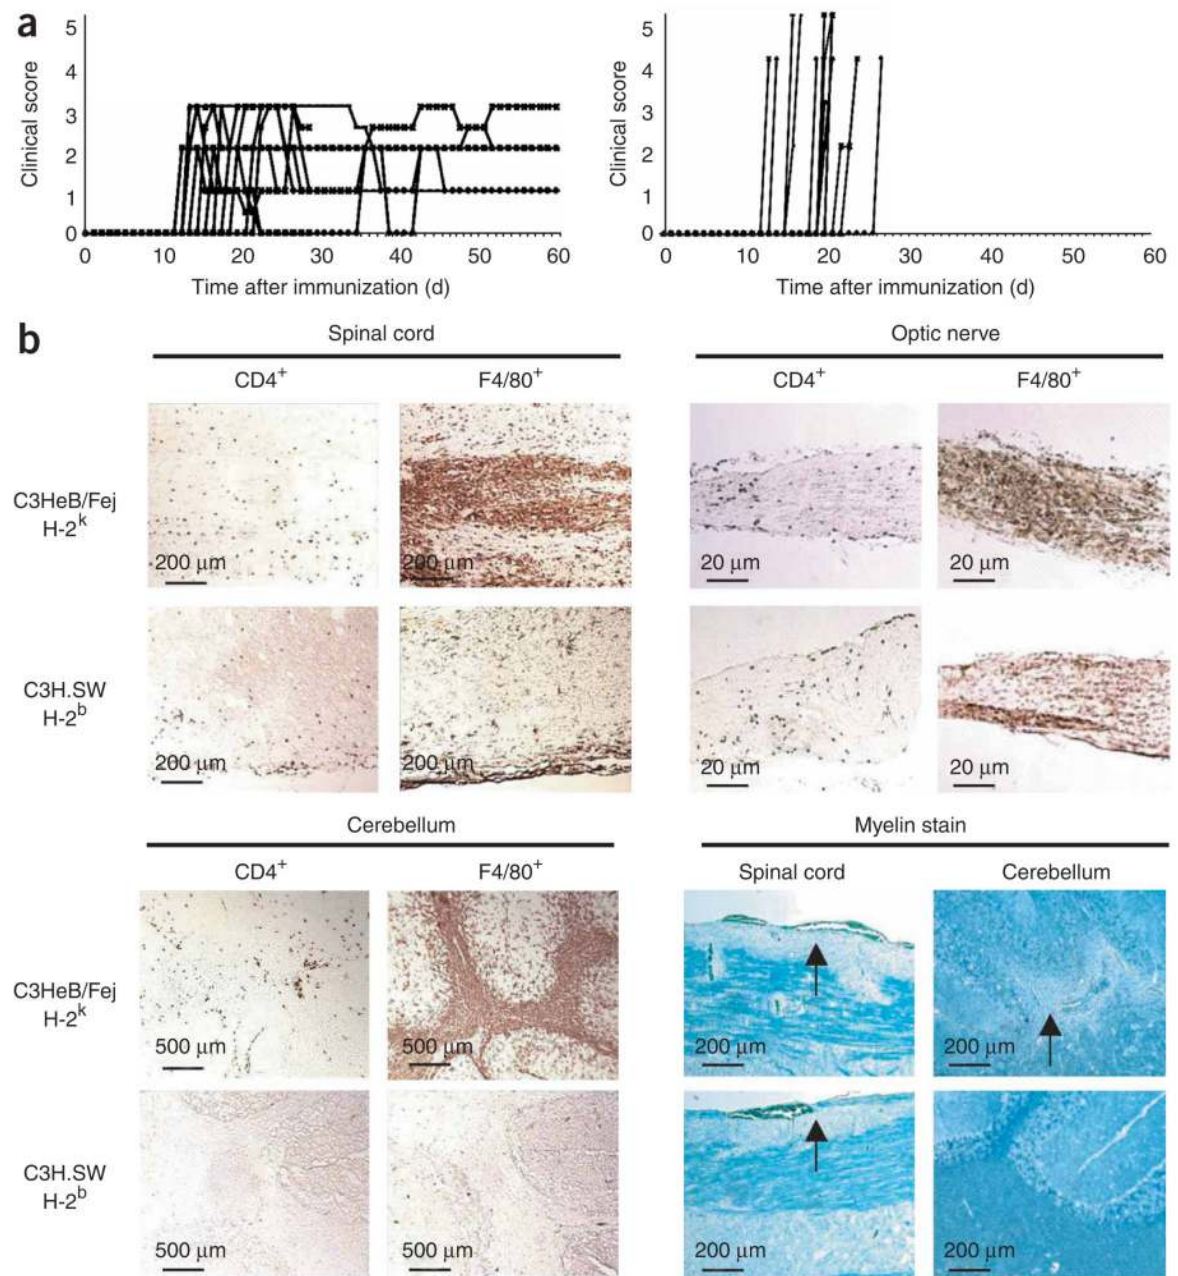 a
Clinical score
5
4
3
2
1
0
0 10 20 30 40 50 60
Time after immunization (d)
Clinical score
5
4
3
2
1
0
0 10 20 30 40 50 60
Time after immunization (d)
b
Spinal cord
CD4+ F4/80+
Optic nerve
CD4+ F4/80+
C3HeB/Fej
H-2k
200 µm
200 µm
20 µm
20 µm
C3H.SW
H-2b
200 µm
200 µm
20 µm
20 µm
Cerebellum
CD4+ F4/80+
Myelin stain
Spinal cord Cerebellum
C3HeB/Fej
H-2k
500 µm
500 µm
200 µm
200 µm
C3H.SW
H-2b
500 µm
500 µm
200 µm
200 µm